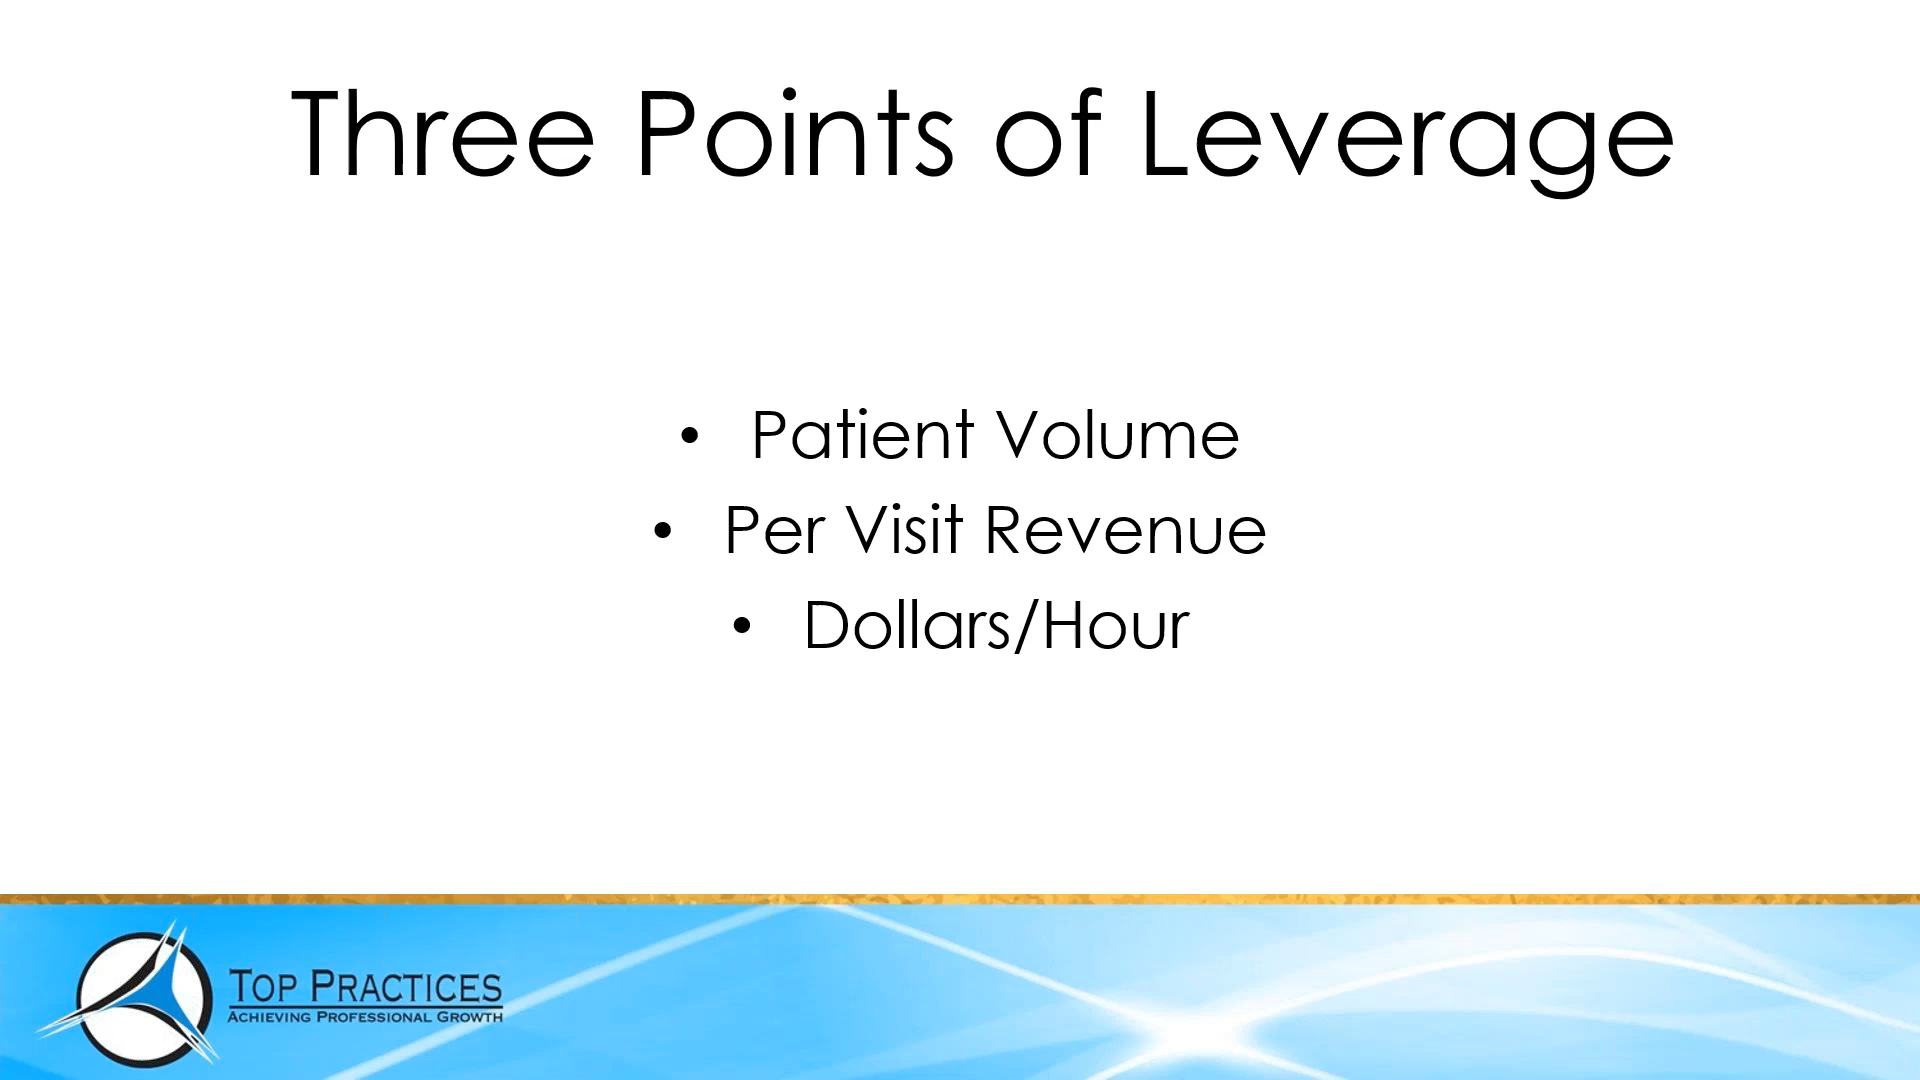 Three Points of Leverage
• Patient Volume
• Per Visit Revenue
• Dollars/Hour
TOP PRACTICES
ACHIEVING PROFESSIONAL GROWTH